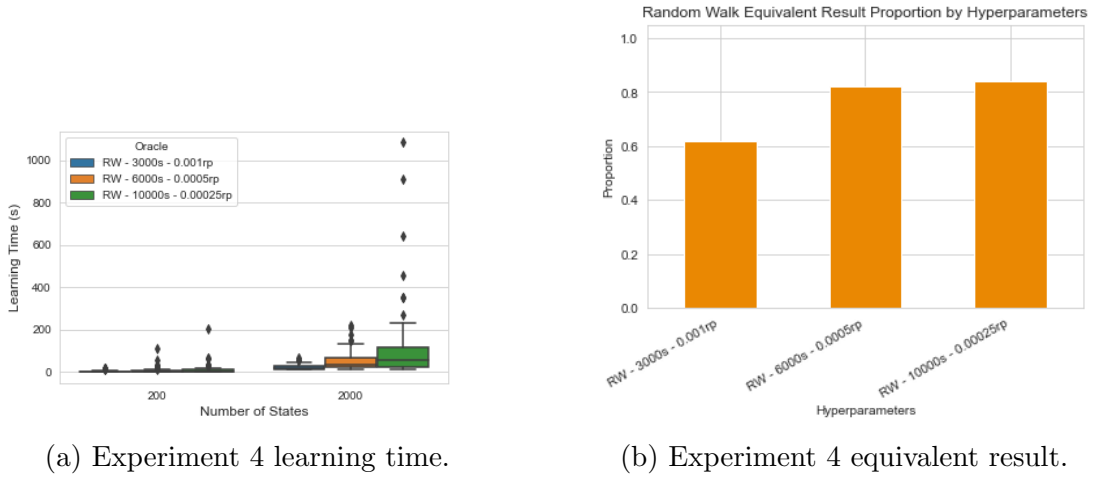 Oracle
RW - 3000s - 0.001rp
RW - 6000s - 0.0005rp
RW - 10000s - 0.00025rp
1000
800
600
400
200
0
Learning Time (s)
200
2000
Number of States
(a) Experiment 4 learning time.
Random Walk Equivalent Result Proportion by Hyperparameters
1.0
0.8
0.6
0.4
0.2
0.0
Proportion
RW - 3000s - 0.001rp
RW - 6000s - 0.0005rp
RW - 10000s - 0.00025rp
Hyperparameters
(b) Experiment 4 equivalent result.